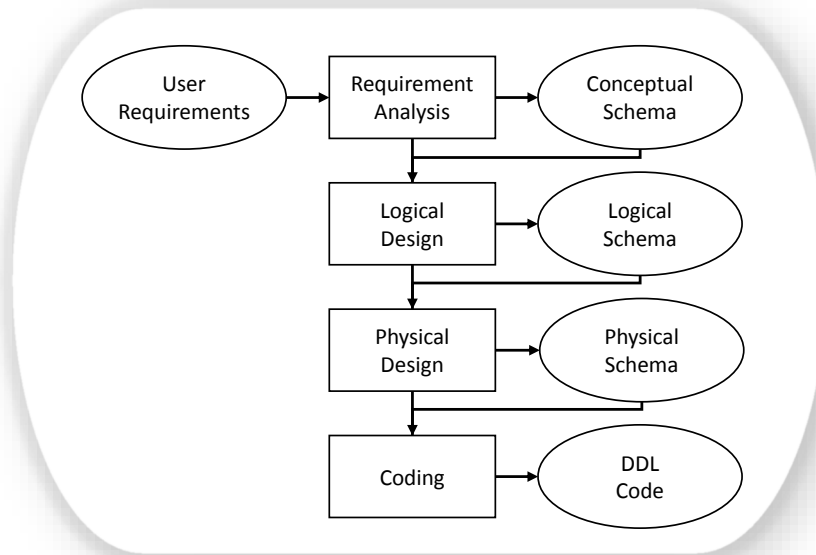 User
Requirements
Requirement
Analysis
Conceptual
Schema
Logical
Design
Logical
Schema
Physical
Design
Physical
Schema
Coding
DDL
Code